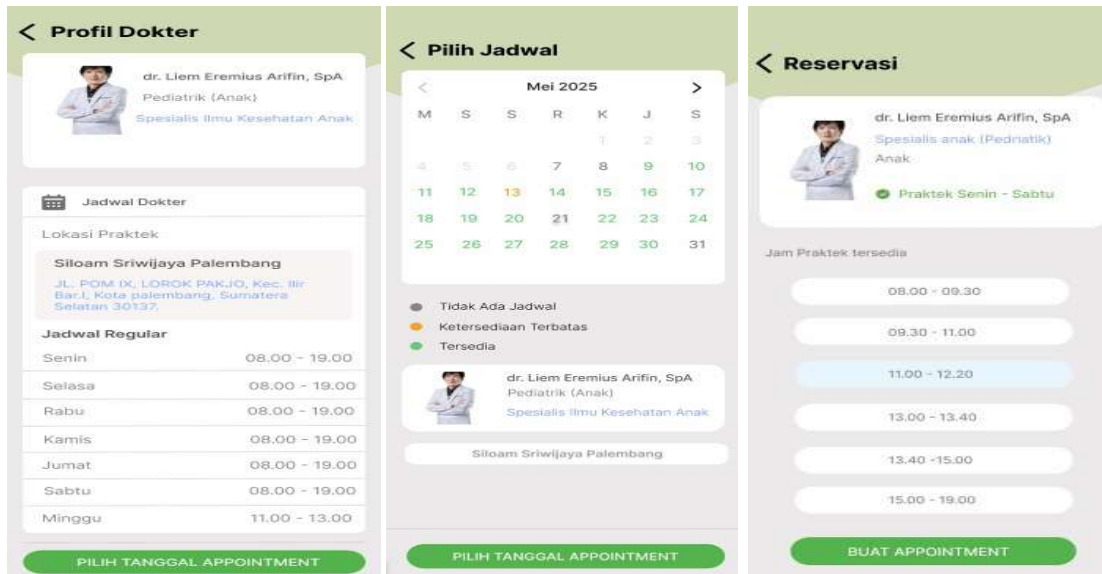 Profil Dokter
dr. Liem Eremius Arifin, SpA
Pediatrik (Anak)
Spesialis Ilmu Kesehatan Anak
Jadwal Dokter
Lokasi Praktek
Siloam Sriwijaya Palembang
JL. POM IX, LOROK PAKJO, Kec. Ilir
Bar.I, Kota palembang, Sumatera
Selatan 30137.
Jadwal Regular
Senin 08.00 - 19.00
Selasa 08.00 - 19.00
Rabu 08.00 - 19.00
Kamis 08.00 - 19.00
Jumat 08.00 - 19.00
Sabtu 08.00 - 19.00
Minggu 11.00 - 13.00
PILIH TANGGAL APPOINTMENT
Pilih Jadwal
Mei 2025
M S S R K J S
1 2 3
4 5 6 7 8 9 10
11 12 13 14 15 16 17
18 19 20 21 22 23 24
25 26 27 28 29 30 31
Tidak Ada Jadwal
Ketersediaan Terbatas
Tersedia
dr. Liem Eremius Arifin, SpA
Pediatrik (Anak)
Spesialis Ilmu Kesehatan Anak
Siloam Sriwijaya Palembang
PILIH TANGGAL APPOINTMENT
Reservasi
dr. Liem Eremius Arifin, SpA
Spesialis anak (Pedriatik)
Anak
Praktek Senin - Sabtu
Jam Praktek tersedia
08.00 - 09.30
09.30 - 11.00
11.00 - 12.20
13.00 - 13.40
13.40 -15.00
15.00 - 19.00
BUAT APPOINTMENT